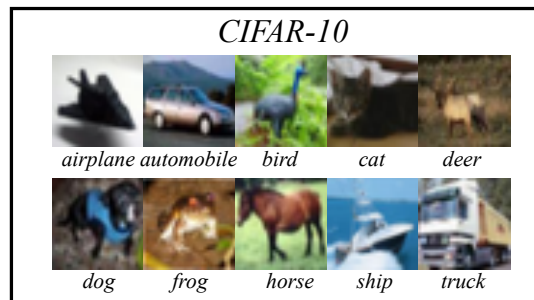 CIFAR-10
airplane automobile bird cat deer
dog frog horse ship truck